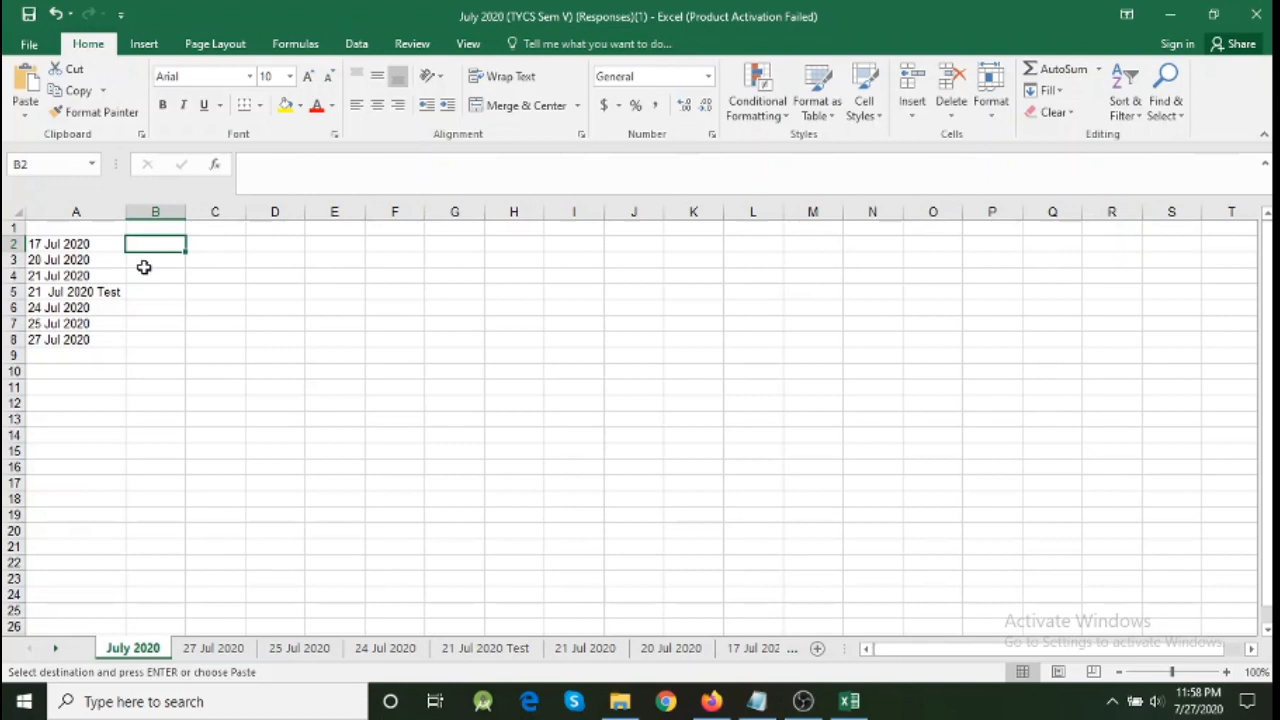 July 2020 (TYCS Sem V) (Responses)(1) - Excel (Product Activation Failed)
File Home Insert Page Layout Formulas Data Review View Tell me what you want to do... Sign in Share
Paste Cut Copy Format Painter Clipboard
Arial 10 B I U A Font
Wrap Text Merge & Center Alignment
General $ % , Number
Conditional Formatting Format as Table Cell Styles Styles
Insert Delete Format Cells
AutoSum Fill Clear Sort & Filter Find & Select Editing
B2 fx
A B C D E F G H I J K L M N O P Q R S T
1
2 17 Jul 2020
3 20 Jul 2020
4 21 Jul 2020
5 21  Jul 2020 Test
6 24 Jul 2020
7 25 Jul 2020
8 27 Jul 2020
9
10
11
12
13
14
15
16
17
18
19
20
21
22
23
24
25
26
Activate Windows
Go to Settings to activate Windows.
July 2020 27 Jul 2020 25 Jul 2020 24 Jul 2020 21 Jul 2020 Test 21 Jul 2020 20 Jul 2020 17 Jul 202 ...
Select destination and press ENTER or choose Paste 100%
Type here to search 11:58 PM
7/27/2020